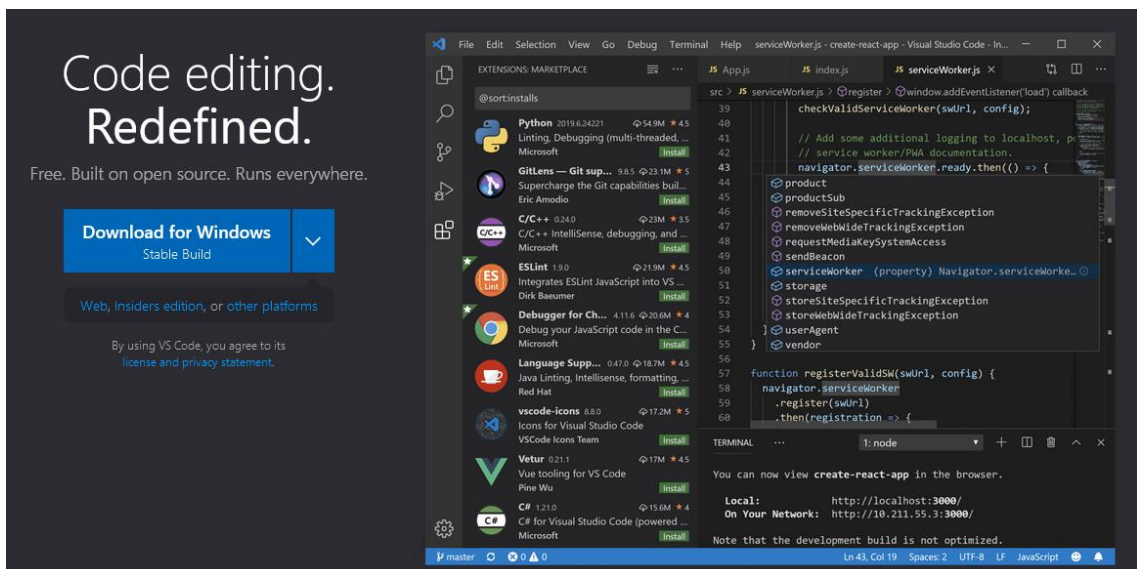 Code editing.
Redefined.
Free. Built on open source. Runs everywhere.
Download for Windows
Stable Build
Web, Insiders edition, or other platforms
By using VS Code, you agree to its
license and privacy statement.
File Edit Selection View Go Debug Terminal Help serviceWorker.js - create-react-app - Visual Studio Code - In...
EXTENSIONS: MARKETPLACE
@sort:installs
Python 2019.6.24221 54.9M ★ 4.5
Linting, Debugging (multi-threaded, ...
Microsoft Install
GitLens — Git sup... 9.8.5 23.1M ★ 5
Supercharge the Git capabilities buil...
Eric Amodio Install
C/C++ 0.24.0 23M ★ 3.5
C/C++ IntelliSense, debugging, and ...
Microsoft Install
ESLint 1.9.0 21.9M ★ 4.5
Integrates ESLint JavaScript into VS ...
Dirk Baeumer Install
Debugger for Ch... 4.11.6 20.6M ★ 4
Debug your JavaScript code in the C...
Microsoft Install
Language Supp... 0.47.0 18.7M ★ 4.5
Java Linting, Intellisense, formatting, ...
Red Hat Install
vscode-icons 8.8.0 17.2M ★ 5
Icons for Visual Studio Code
VSCode Icons Team Install
Vetur 0.21.1 17M ★ 4.5
Vue tooling for VS Code
Pine Wu Install
C# 1.21.0 15.6M ★ 4
C# for Visual Studio Code (powered ...
Microsoft Install
C/C++
ES
Lint
C#
JS App.js JS index.js JS serviceWorker.js ×
src > JS serviceWorker.js > register > window.addEventListener('load') callback
39 checkValidServiceWorker(swUrl, config);
40
41 // Add some additional logging to localhost, p
42 // service worker/PWA documentation.
43 navigator.serviceWorker.ready.then(() => {
44 product
45 productSub
46 removeSiteSpecificTrackingException
47 removeWebWideTrackingException
48 requestMediaKeySystemAccess
49 sendBeacon
50 serviceWorker (property) Navigator.serviceWorke...
51 storage
52 storeSiteSpecificTrackingException
53 storeWebWideTrackingException
54 } userAgent
55 } vendor
56
57 function registerValidSW(swUrl, config) {
58 navigator.serviceWorker
59 .register(swUrl)
60 .then(registration => {
TERMINAL ... 1: node
You can now view create-react-app in the browser.
Local: http://localhost:3000/
On Your Network: http://10.211.55.3:3000/
Note that the development build is not optimized.
master 0 0 Ln 43, Col 19 Spaces: 2 UTF-8 LF JavaScript